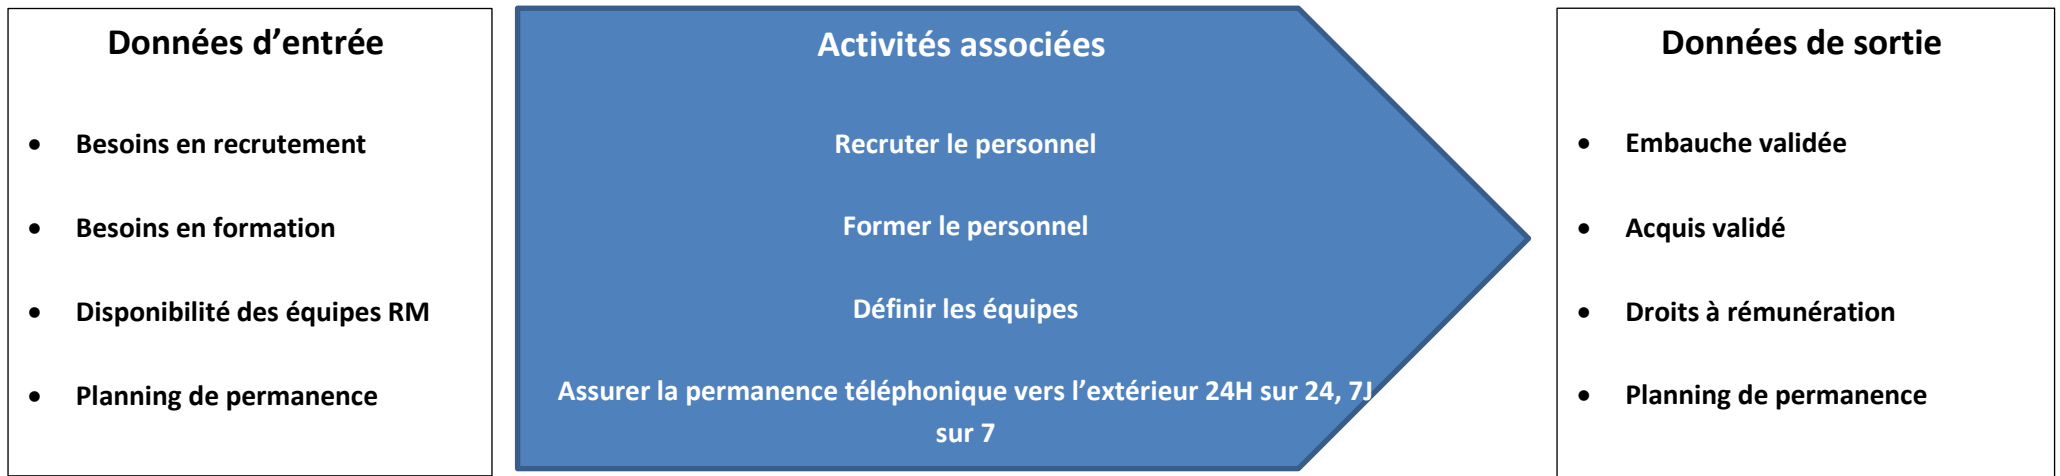 Données d’entrée
• Besoins en recrutement
• Besoins en formation
• Disponibilité des équipes RM
• Planning de permanence
Activités associées
Recruter le personnel
Former le personnel
Définir les équipes
Assurer la permanence téléphonique vers l’extérieur 24H sur 24, 7J
sur 7
Données de sortie
• Embauche validée
• Acquis validé
• Droits à rémunération
• Planning de permanence